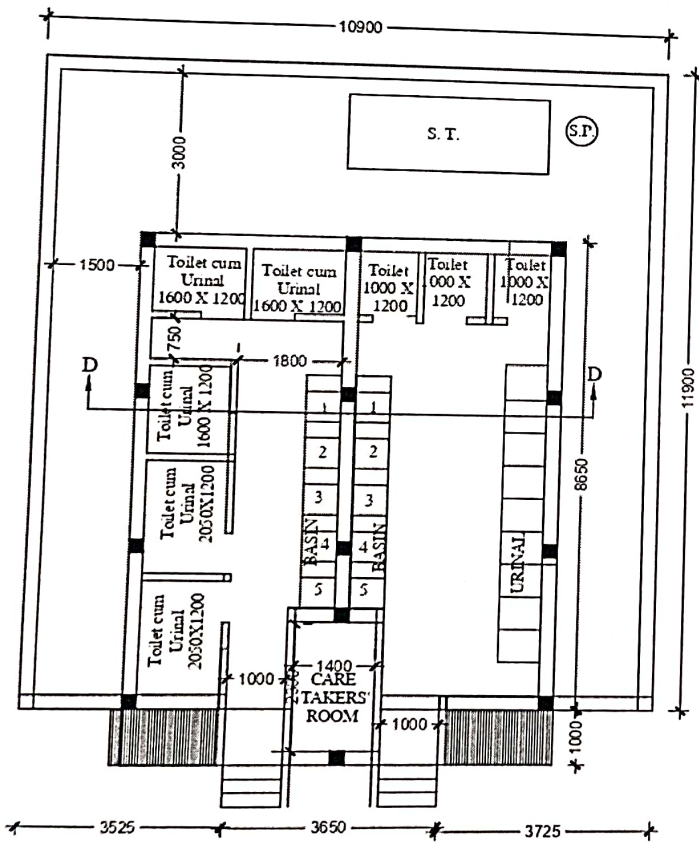 10900
S. T.
S.P.
3000
1500
Toilet cum
Urinal
1600 X 1200
Toilet cum
Urinal
1600 X 1200
Toilet
1000 X
1200
Toilet
000 X
1200
Toilet
1000 X
1200
750
1800
D
D
Toilet cum
Urinal
1600 X 1200
Toilet cum
Urinal
2050X1200
Toilet cum
Urinal
2050X1200
1
2
3
4
5
BASIN
1
2
3
4
5
BASIN
URINAL
8650
11900
1000
1400
CARE
TAKERS'
ROOM
1000
1000
3525
3650
3725